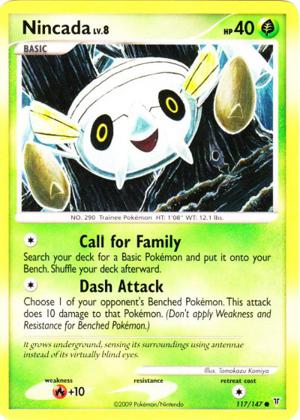 Nincada LV.8 HP 40
BASIC
NO. 290 Trainee Pokémon HT: 1'08" WT: 12.1 lbs.
Call for Family
Search your deck for a Basic Pokémon and put it onto
your Bench. Shuffle your deck afterward.
Dash Attack
Choose 1 of your opponent's Benched Pokémon. This attack
does 10 damage to that Pokémon. (Don't apply Weakness and
Resistance for Benched Pokémon.)
It grows underground, sensing its surroundings using antennae
instead of its virtually blind eyes.
Illus. Tomokazu Komiya
weakness resistance retreat cost
+10
©2009 Pokémon/Nintendo 117/147